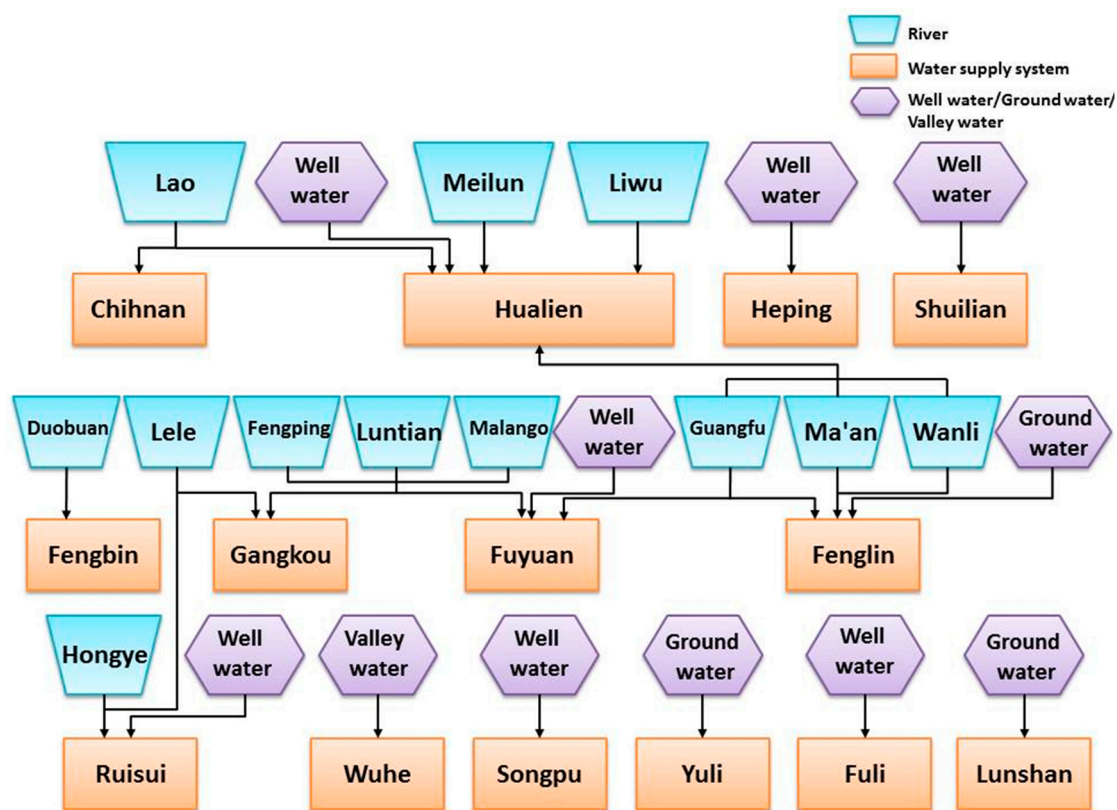 River
Water supply system
Well water/Ground water/
Valley water
Lao
Well
water
Meilun
Liwu
Well
water
Well
water
Chihnan
Hualien
Heping
Shuilian
Duobuan
Lele
Fengping
Luntian
Malango
Well
water
Guangfu
Ma'an
Wanli
Ground
water
Fengbin
Gangkou
Fuyuan
Fenglin
Hongye
Well
water
Valley
water
Well
water
Ground
water
Well
water
Ground
water
Ruisui
Wuhe
Songpu
Yuli
Fuli
Lunshan